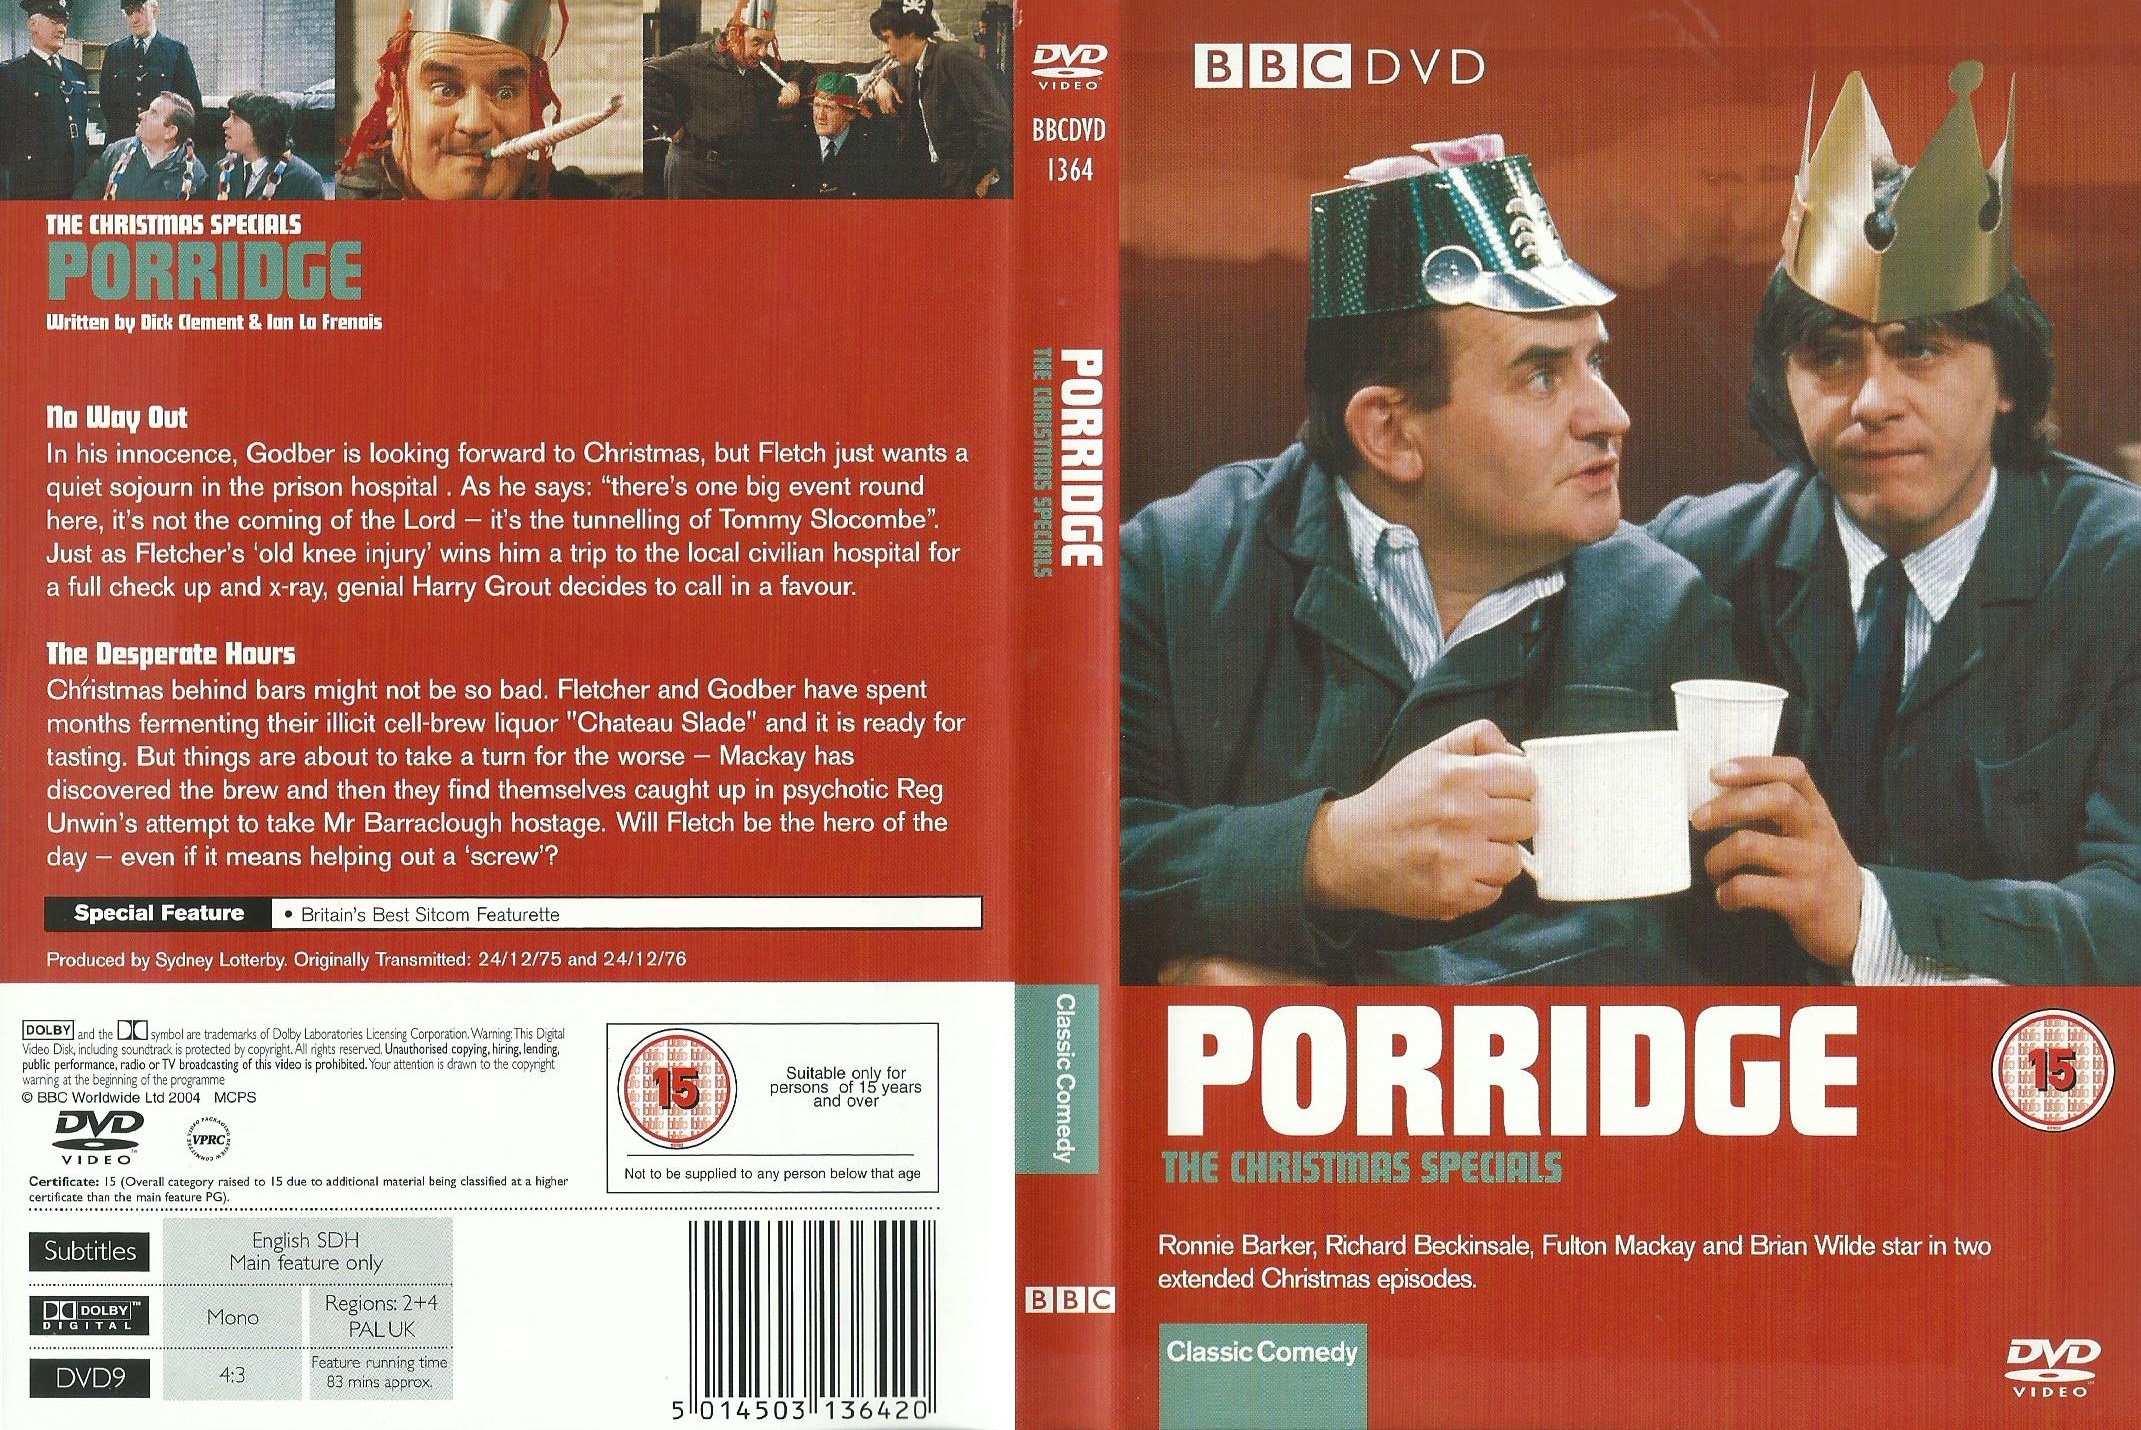 THE CHRISTMAS SPECIALS
PORRIDGE
Written by Dick Clement & Ian La Frenais
No Way Out
In his innocence, Godber is looking forward to Christmas, but Fletch just wants a
quiet sojourn in the prison hospital . As he says: “there’s one big event round
here, it’s not the coming of the Lord – it’s the tunnelling of Tommy Slocombe”.
Just as Fletcher’s ‘old knee injury’ wins him a trip to the local civilian hospital for
a full check up and x-ray, genial Harry Grout decides to call in a favour.
The Desperate Hours
Christmas behind bars might not be so bad. Fletcher and Godber have spent
months fermenting their illicit cell-brew liquor "Chateau Slade" and it is ready for
tasting. But things are about to take a turn for the worse – Mackay has
discovered the brew and then they find themselves caught up in psychotic Reg
Unwin’s attempt to take Mr Barraclough hostage. Will Fletch be the hero of the
day – even if it means helping out a ‘screw’?
Special Feature
• Britain’s Best Sitcom Featurette
Produced by Sydney Lotterby. Originally Transmitted: 24/12/75 and 24/12/76
DOLBY and the symbol are trademarks of Dolby Laboratories Licensing Corporation. Warning: This Digital
Video Disk, including soundtrack is protected by copyright. All rights reserved. Unauthorised copying, hiring, lending,
public performance, radio or TV broadcasting of this video is prohibited. Your attention is drawn to the copyright
warning at the beginning of the programme
© BBC Worldwide Ltd 2004 MCPS
DVD
VIDEO
VIDEO PACKAGING REVIEW COMMITTEE
VPRC
Certificate: 15 (Overall category raised to 15 due to additional material being classified at a higher
certificate than the main feature PG).
15
Suitable only for
persons of 15 years
and over
Not to be supplied to any person below that age
Subtitles
English SDH
Main feature only
DOLBY™
DIGITAL
Mono
Regions: 2+4
PAL UK
DVD9
4:3
Feature running time
83 mins approx.
5 014503 136420
DVD
VIDEO
BBCDVD
1364
PORRIDGE
THE CHRISTMAS SPECIALS
Classic Comedy
BBC
BBC DVD
PORRIDGE
15
THE CHRISTMAS SPECIALS
Ronnie Barker, Richard Beckinsale, Fulton Mackay and Brian Wilde star in two
extended Christmas episodes.
Classic Comedy
DVD
VIDEO